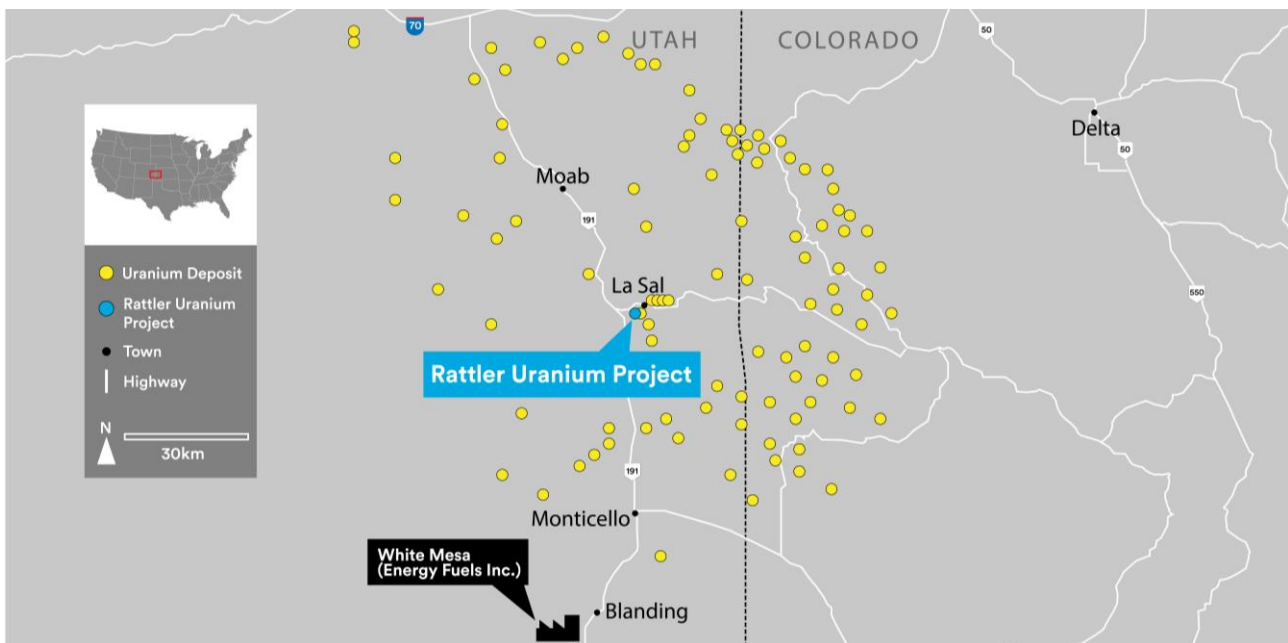 70
UTAH
COLORADO
50
Delta
50
Moab
191
La Sal
550
Uranium Deposit
Rattler Uranium
Project
Town
Highway
N
30km
Rattler Uranium Project
191
Monticello
White Mesa
(Energy Fuels Inc.)
Blanding